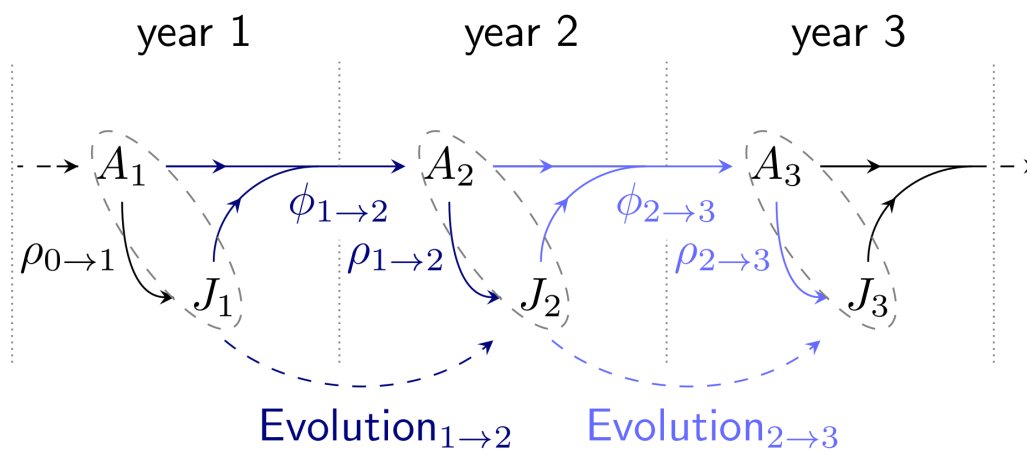 year 1 year 2 year 3
A₁ A₂ A₃
ϕ₁→₂ ϕ₂→₃
ρ₀→₁ ρ₁→₂ ρ₂→₃
J₁ J₂ J₃
Evolution₁→₂ Evolution₂→₃